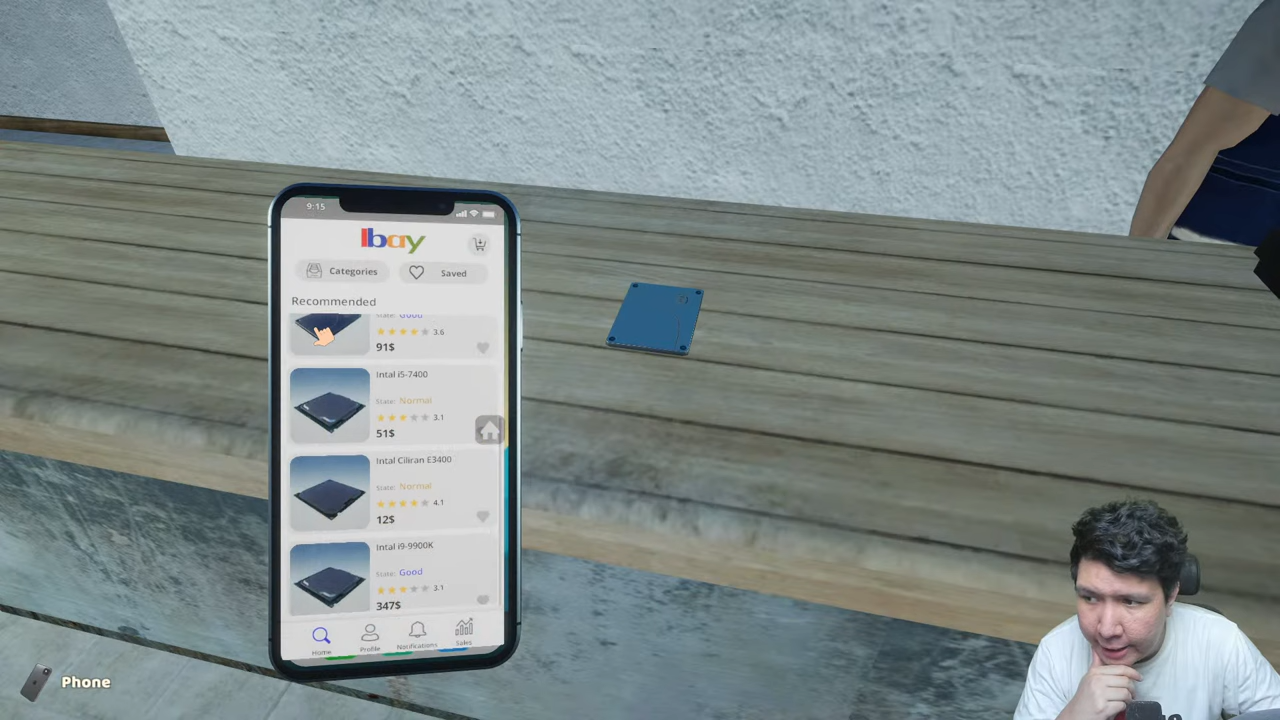 9:15
lbay
Categories
Saved
Recommended
State: Good
3.6
91$
Intal i5-7400
State: Normal
3.1
51$
Intal Ciliran E3400
State: Normal
4.1
12$
Intal i9-9900K
State: Good
3.1
347$
Home
Profile
Notifications
Sales
Phone